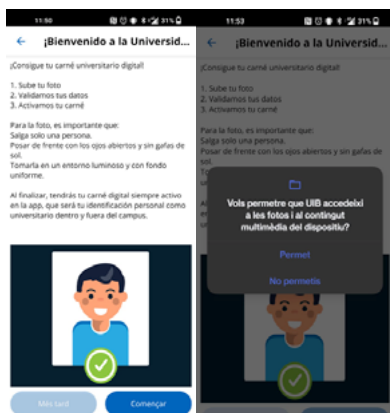 11:50
31%
¡Bienvenido a la Universid...
¡Consigue tu carné universitario digital!
1. Sube tu foto
2. Validamos tus datos
3. Activamos tu carné
Para la foto, es importante que:
Salga solo una persona.
Posar de frente con los ojos abiertos y sin gafas de
sol.
Tomarla en un entorno luminoso y con fondo
uniforme.
Al finalizar, tendrás tu carné digital siempre activo
en la app, que será tu identificación personal como
universitario dentro y fuera del campus.
Més tard
Començar
11:53
31%
¡Bienvenido a la Universid...
¡Consigue tu carné universitario digital!
1. Sube tu foto
2. Validamos tus datos
3. Activamos tu carné
Para la foto, es importante que:
Salga solo una persona.
Posar de frente con los ojos abiertos y sin gafas de
sol.
Vols permetre que UIB accedeixi
a les fotos i al contingut
multimèdia del dispositiu?
Permet
No permetis